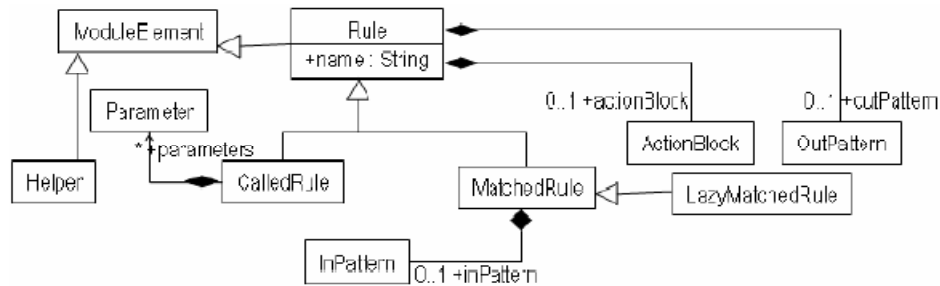 ModuleElement
Rule
+name : String
0..1 +actionBlock
0..1 +outPattern
Parameter
* +parameters
ActionBlock
OutPattern
Helper
CalledRule
MatchedRule
LazyMatchedRule
InPattern
0..1 +inPattern